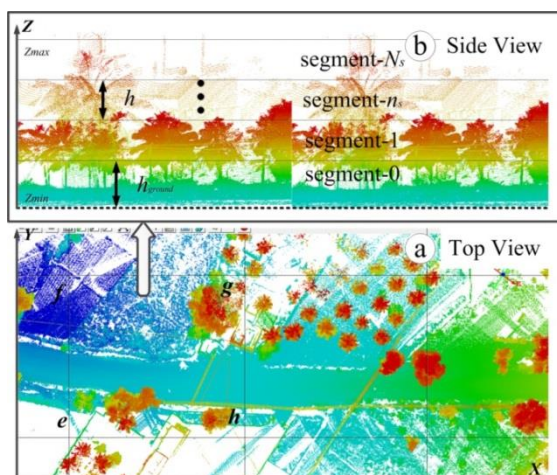 Z
Zmax
b Side View
segment-Ns
h
segment-ns
segment-1
segment-0
hground
Zmin
Y
a Top View
f
g
e
h
X